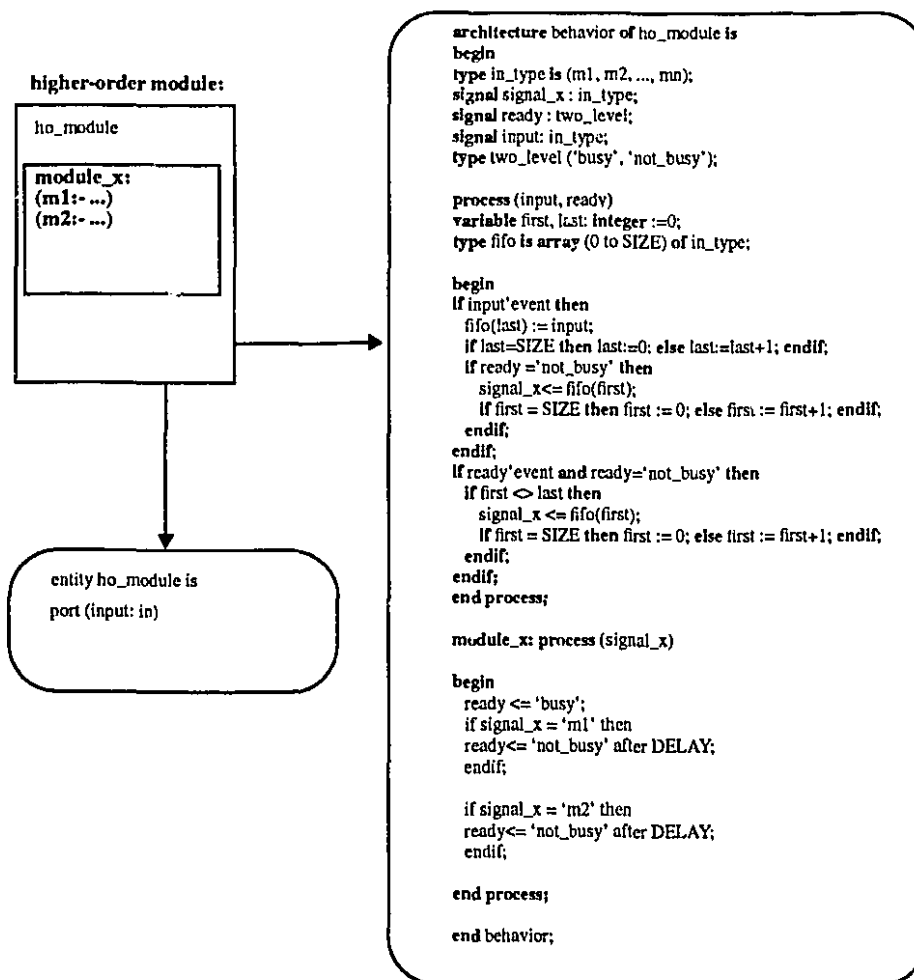 higher-order module:
ho_module
module_x:
(m1:- ...)
(m2:- ...)
entity ho_module is
port (input: in)
architecture behavior of ho_module is
begin
type in_type is (m1, m2, ..., mn);
signal signal_x : in_type;
signal ready : two_level;
signal input: in_type;
type two_level ('busy', 'not_busy');
process (input, ready)
variable first, last: integer :=0;
type fifo is array (0 to SIZE) of in_type;
begin
if input'event then
fifo(last) := input;
if last=SIZE then last:=0; else last:=last+1; endif;
if ready ='not_busy' then
signal_x<= fifo(first);
if first = SIZE then first := 0; else first := first+1; endif;
endif;
endif;
if ready'event and ready='not_busy' then
if first <> last then
signal_x <= fifo(first);
if first = SIZE then first := 0; else first := first+1; endif;
endif;
endif;
end process;
module_x: process (signal_x)
begin
ready <= 'busy';
if signal_x = 'm1' then
ready<= 'not_busy' after DELAY;
endif;
if signal_x = 'm2' then
ready<= 'not_busy' after DELAY;
endif;
end process;
end behavior;